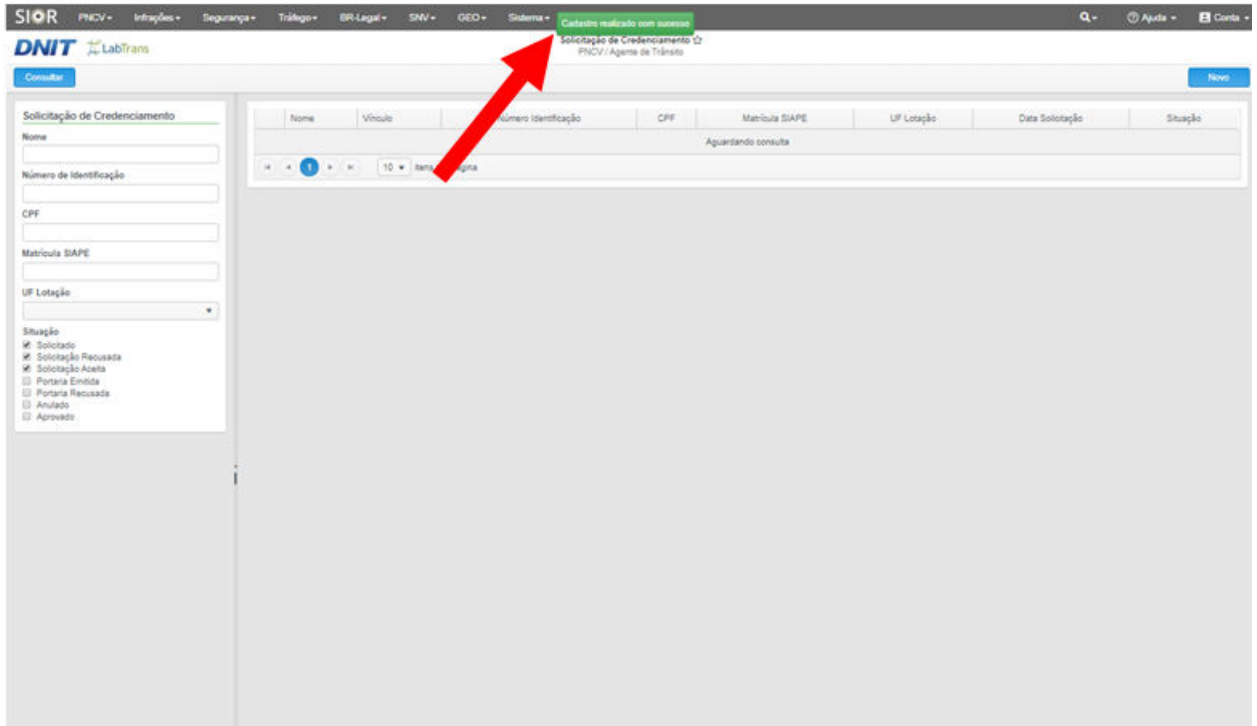 SIOR PNCV Infrações Segurança Tráfego BR-Legal SNV GEO Sistema Ajuda Conta
Cadastro realizado com sucesso
DNIT LabTrans
Solicitação de Credenciamento
PNCV / Agente de Trânsito
Consultar
Novo
Solicitação de Credenciamento
Nome
Número de Identificação
CPF
Matrícula SIAPE
UF Lotação
Situação
Solicitado
Solicitação Recusada
Solicitação Aceita
Portaria Emitida
Portaria Recusada
Anulado
Aprovado
Nome Vínculo Número Identificação CPF Matrícula SIAPE UF Lotação Data Solicitação Situação
Aguardando consulta
1 10 itens página